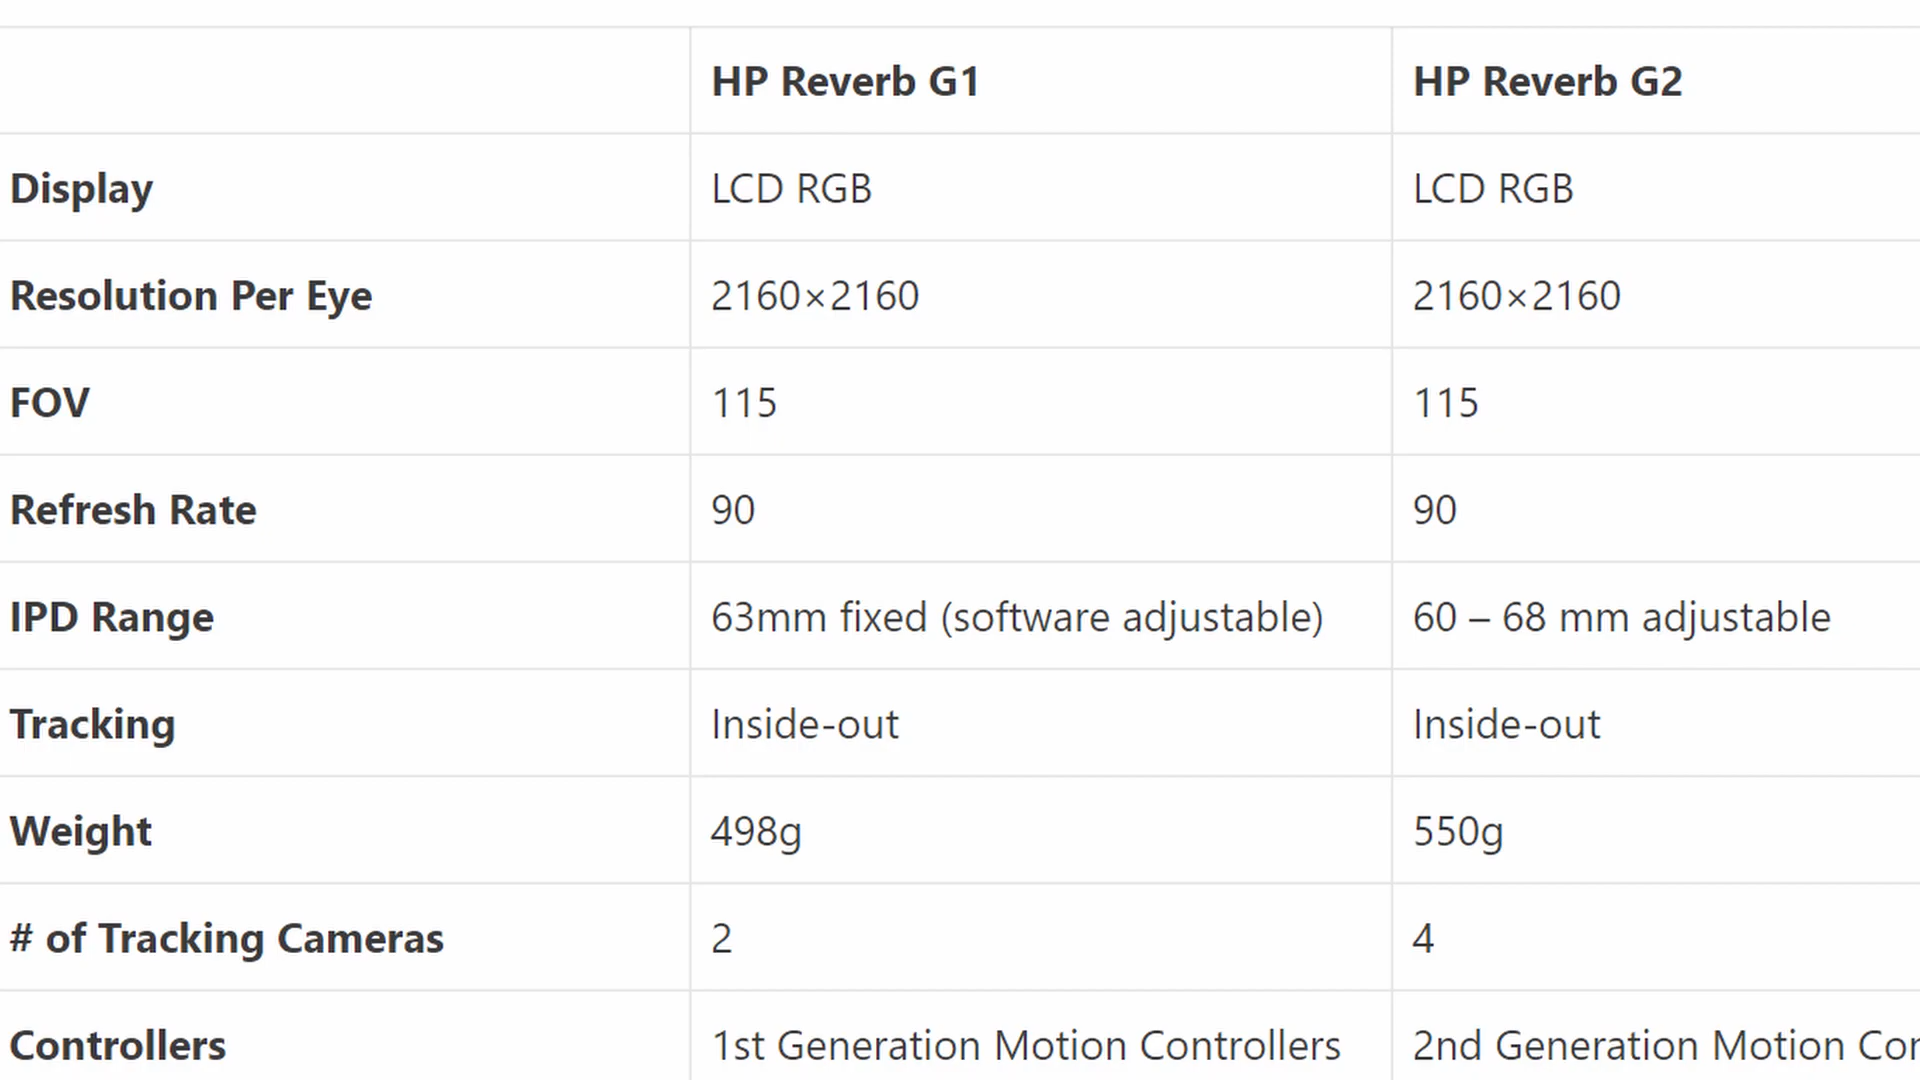 HP Reverb G1 HP Reverb G2
Display LCD RGB LCD RGB
Resolution Per Eye 2160×2160 2160×2160
FOV 115 115
Refresh Rate 90 90
IPD Range 63mm fixed (software adjustable) 60 – 68 mm adjustable
Tracking Inside-out Inside-out
Weight 498g 550g
# of Tracking Cameras 2 4
Controllers 1st Generation Motion Controllers 2nd Generation Motion